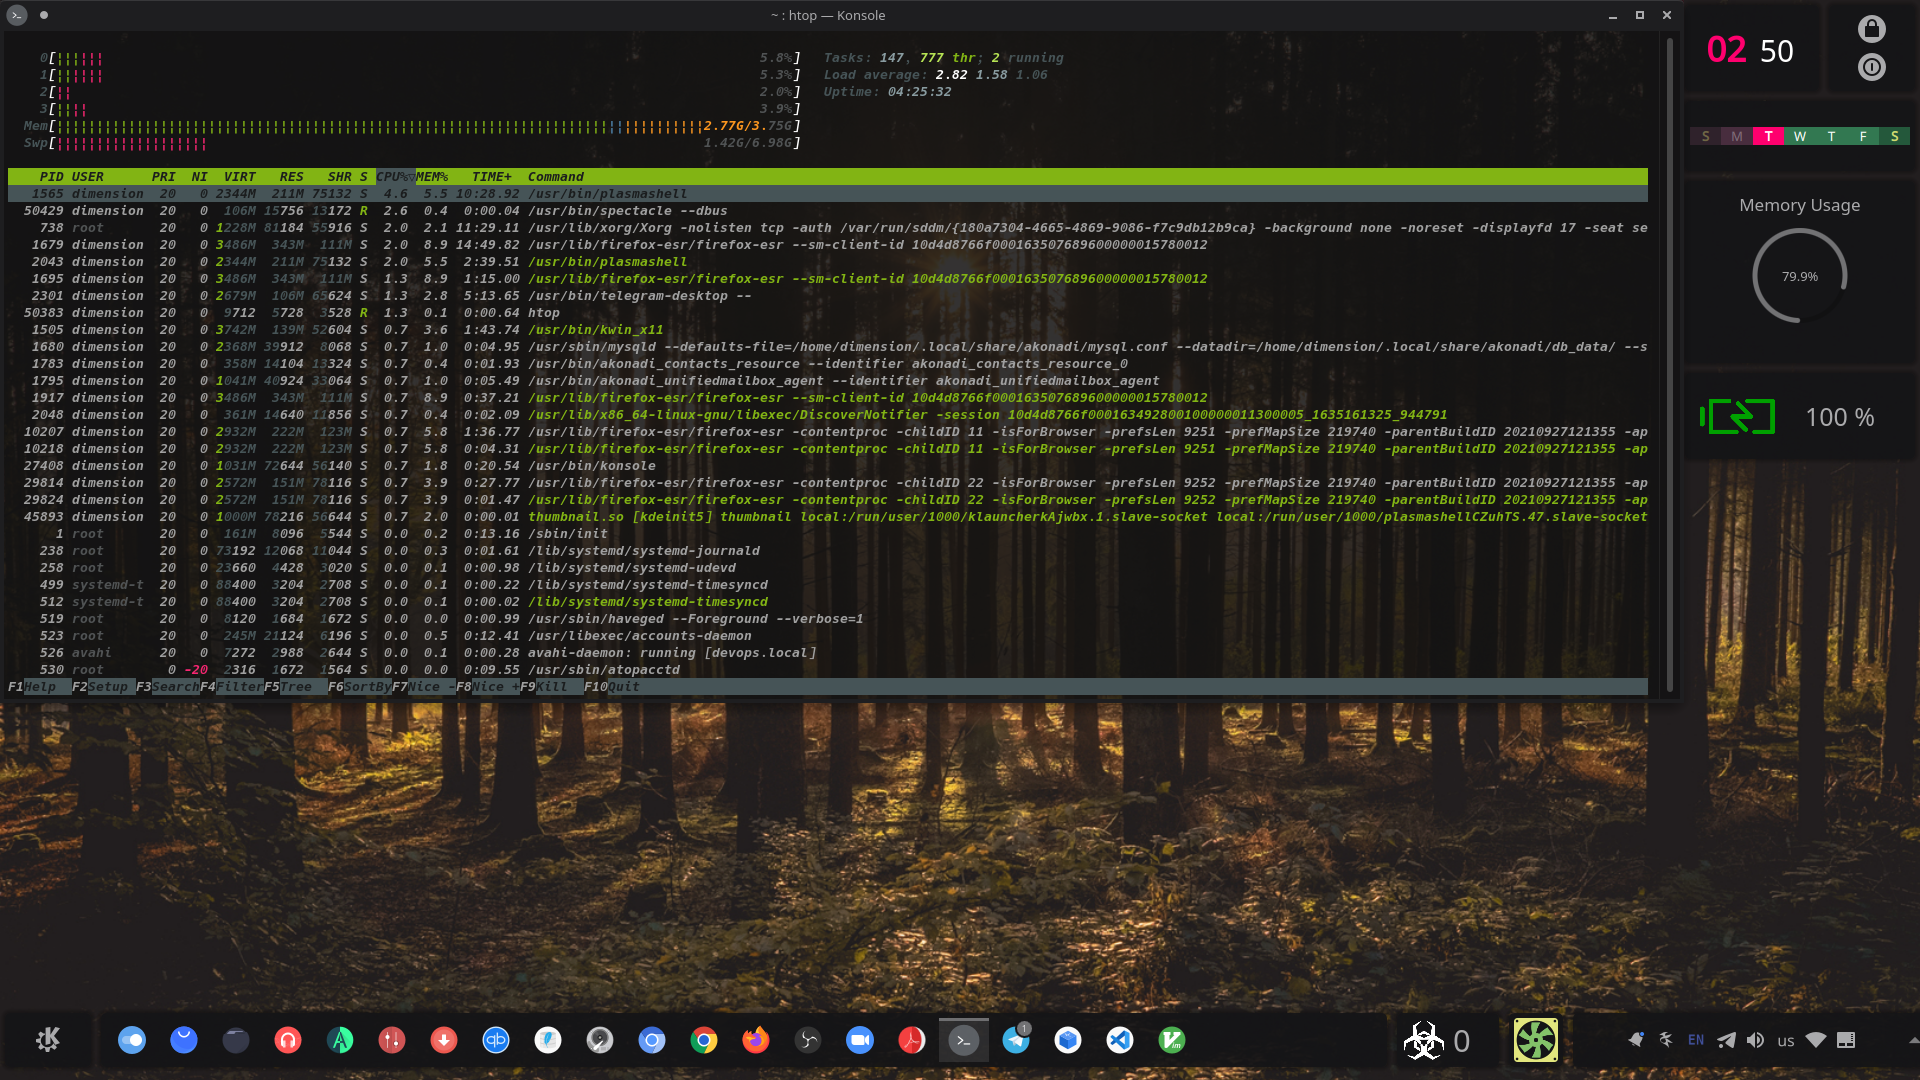 ~ : htop — Konsole
0[ 5.8%] Tasks: 147, 777 thr; 2 running
1[ 5.3%] Load average: 2.82 1.58 1.06
2[ 2.0%] Uptime: 04:25:32
3[ 3.9%]
Mem[ 2.77G/3.75G]
Swp[ 1.42G/6.98G]
PID USER PRI NI VIRT RES SHR S CPU%▽MEM% TIME+ Command
1565 dimension 20 0 2344M 211M 75132 S 4.6 5.5 10:28.92 /usr/bin/plasmashell
50429 dimension 20 0 106M 15756 13172 R 2.6 0.4 0:00.04 /usr/bin/spectacle --dbus
738 root 20 0 1228M 81184 55916 S 2.0 2.1 11:29.11 /usr/lib/xorg/Xorg -nolisten tcp -auth /var/run/sddm/{180a7304-4665-4869-9086-f7c9db12b9ca} -background none -noreset -displayfd 17 -seat se
1679 dimension 20 0 3486M 343M 111M S 2.0 8.9 14:49.82 /usr/lib/firefox-esr/firefox-esr --sm-client-id 10d4d8766f000163507689600000015780012
2043 dimension 20 0 2344M 211M 75132 S 2.0 5.5 2:39.51 /usr/bin/plasmashell
1695 dimension 20 0 3486M 343M 111M S 1.3 8.9 1:15.00 /usr/lib/firefox-esr/firefox-esr --sm-client-id 10d4d8766f000163507689600000015780012
2301 dimension 20 0 2679M 106M 65624 S 1.3 2.8 5:13.65 /usr/bin/telegram-desktop --
50383 dimension 20 0 9712 5728 3528 R 1.3 0.1 0:00.64 htop
1505 dimension 20 0 3742M 139M 52604 S 0.7 3.6 1:43.74 /usr/bin/kwin_x11
1680 dimension 20 0 2368M 39912 8068 S 0.7 1.0 0:04.95 /usr/sbin/mysqld --defaults-file=/home/dimension/.local/share/akonadi/mysql.conf --datadir=/home/dimension/.local/share/akonadi/db_data/ --s
1783 dimension 20 0 358M 14104 13324 S 0.7 0.4 0:01.93 /usr/bin/akonadi_contacts_resource --identifier akonadi_contacts_resource_0
1795 dimension 20 0 1041M 40924 33064 S 0.7 1.0 0:05.49 /usr/bin/akonadi_unifiedmailbox_agent --identifier akonadi_unifiedmailbox_agent
1917 dimension 20 0 3486M 343M 111M S 0.7 8.9 0:37.21 /usr/lib/firefox-esr/firefox-esr --sm-client-id 10d4d8766f000163507689600000015780012
2048 dimension 20 0 361M 14640 11856 S 0.7 0.4 0:02.09 /usr/lib/x86_64-linux-gnu/libexec/DiscoverNotifier -session 10d4d8766f000163492800100000011300005_1635161325_944791
10207 dimension 20 0 2932M 222M 123M S 0.7 5.8 1:36.77 /usr/lib/firefox-esr/firefox-esr -contentproc -childID 11 -isForBrowser -prefsLen 9251 -prefMapSize 219740 -parentBuildID 20210927121355 -ap
10218 dimension 20 0 2932M 222M 123M S 0.7 5.8 0:04.31 /usr/lib/firefox-esr/firefox-esr -contentproc -childID 11 -isForBrowser -prefsLen 9251 -prefMapSize 219740 -parentBuildID 20210927121355 -ap
27408 dimension 20 0 1031M 72644 56140 S 0.7 1.8 0:20.54 /usr/bin/konsole
29814 dimension 20 0 2572M 151M 78116 S 0.7 3.9 0:27.77 /usr/lib/firefox-esr/firefox-esr -contentproc -childID 22 -isForBrowser -prefsLen 9252 -prefMapSize 219740 -parentBuildID 20210927121355 -ap
29824 dimension 20 0 2572M 151M 78116 S 0.7 3.9 0:01.47 /usr/lib/firefox-esr/firefox-esr -contentproc -childID 22 -isForBrowser -prefsLen 9252 -prefMapSize 219740 -parentBuildID 20210927121355 -ap
45893 dimension 20 0 1000M 78216 56644 S 0.7 2.0 0:00.01 thumbnail.so [kdeinit5] thumbnail local:/run/user/1000/klauncherkAjwbx.1.slave-socket local:/run/user/1000/plasmashellCZuhTS.47.slave-socket
1 root 20 0 161M 8096 5544 S 0.0 0.2 0:13.16 /sbin/init
238 root 20 0 73192 12068 11044 S 0.0 0.3 0:01.61 /lib/systemd/systemd-journald
258 root 20 0 23660 4428 3020 S 0.0 0.1 0:00.98 /lib/systemd/systemd-udevd
499 systemd-t 20 0 88400 3204 2708 S 0.0 0.1 0:00.22 /lib/systemd/systemd-timesyncd
512 systemd-t 20 0 88400 3204 2708 S 0.0 0.1 0:00.02 /lib/systemd/systemd-timesyncd
519 root 20 0 8120 1684 1672 S 0.0 0.0 0:00.99 /usr/sbin/haveged --Foreground --verbose=1
523 root 20 0 245M 21124 6196 S 0.0 0.5 0:12.41 /usr/libexec/accounts-daemon
526 avahi 20 0 7272 2988 2644 S 0.0 0.1 0:00.28 avahi-daemon: running [devops.local]
530 root 0 -20 2316 1672 1564 S 0.0 0.0 0:09.55 /usr/sbin/atopacctd
F1Help F2Setup F3SearchF4FilterF5Tree F6SortByF7Nice -F8Nice +F9Kill F10Quit
02 50
S M T W T F S
Memory Usage
79.9%
100 %
1
0
EN
us